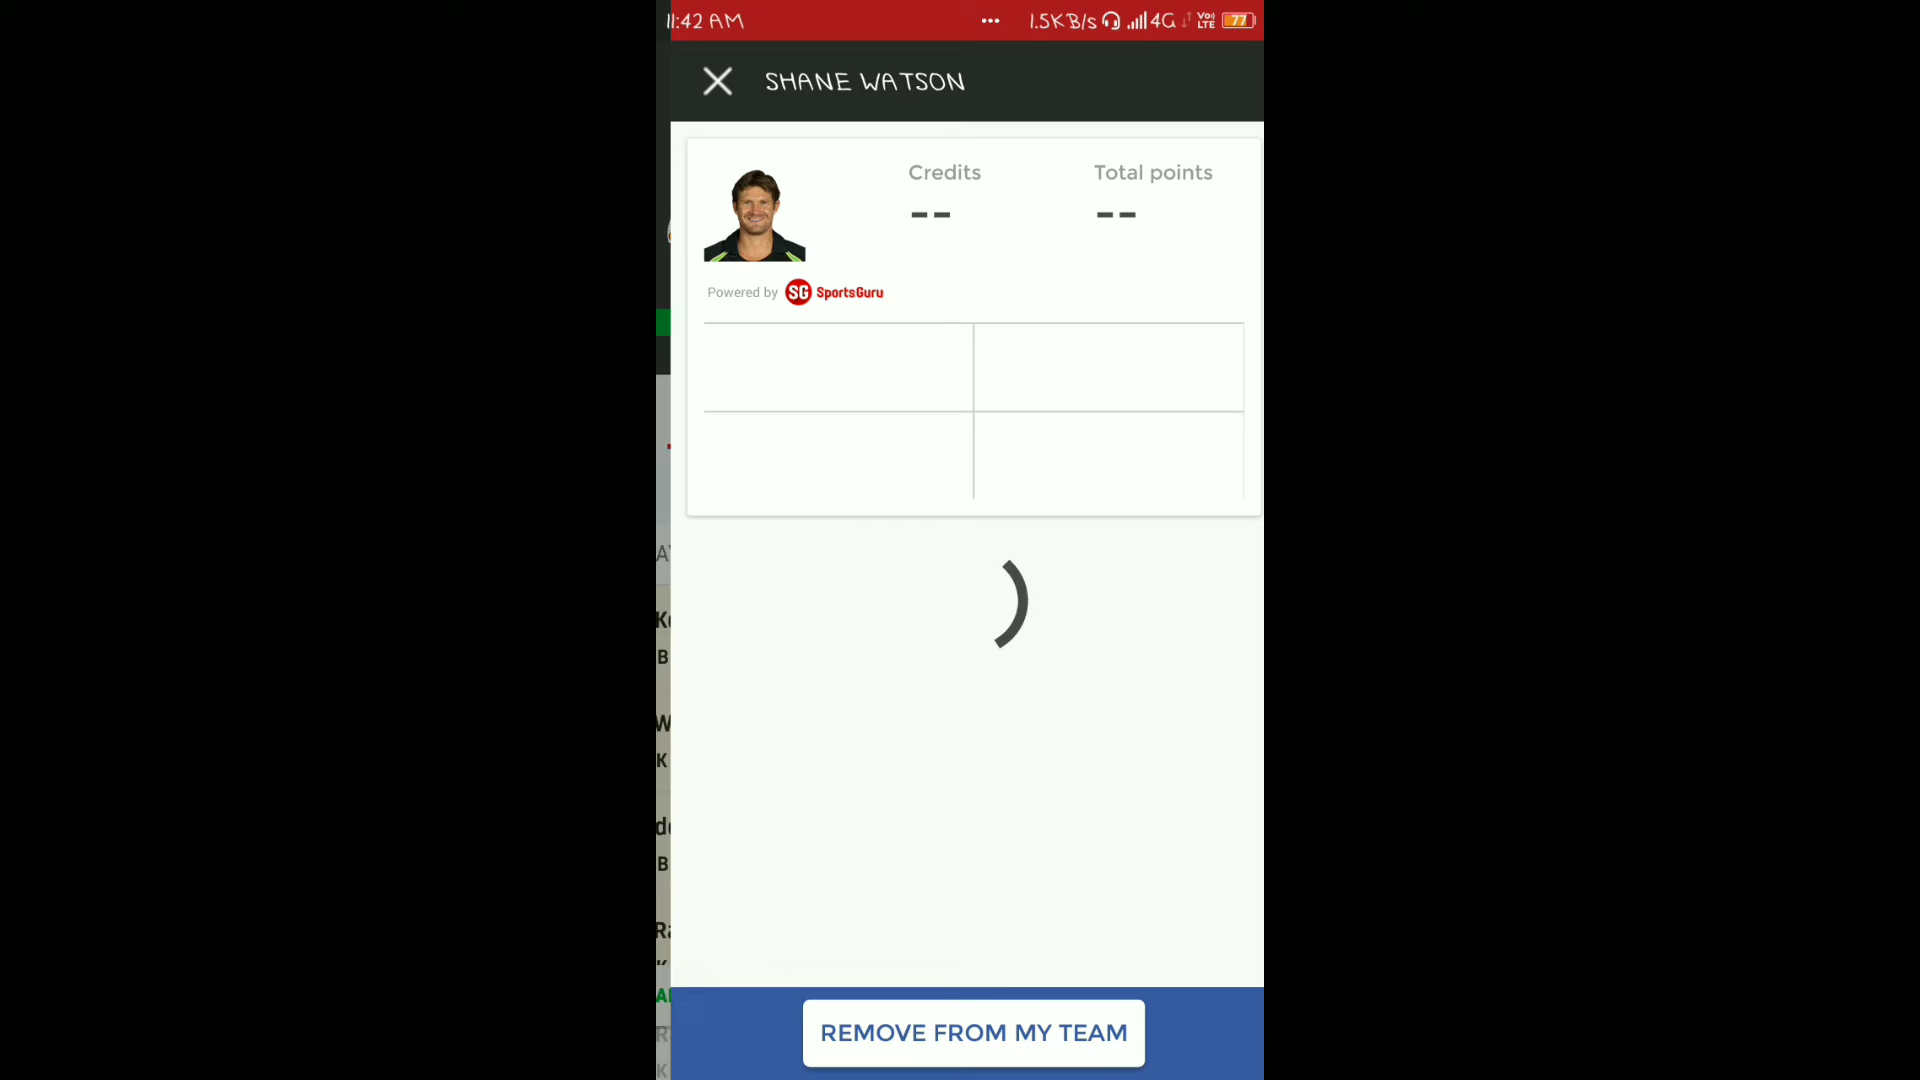 11:42 AM ... 1.5KB/s 4G VoLTE 77
SHANE WATSON
Credits Total points
-- --
Powered by SG SportsGuru
B
W
K
B
K
REMOVE FROM MY TEAM